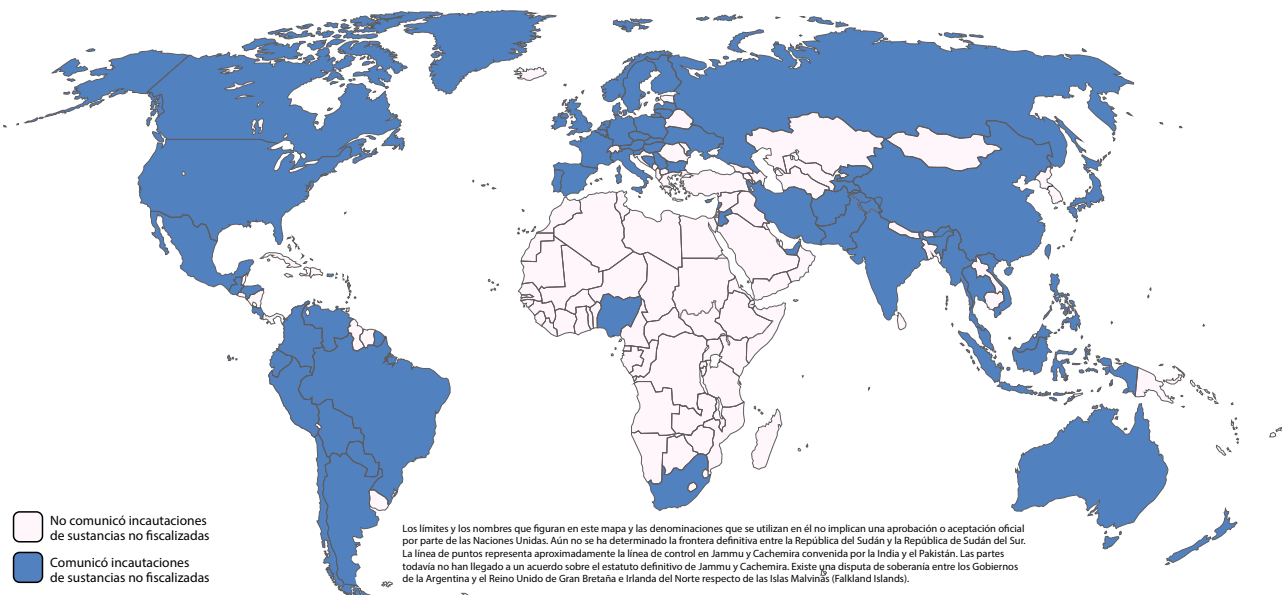 No comunicó incautaciones
de sustancias no fiscalizadas
Comunicó incautaciones
de sustancias no fiscalizadas
Los límites y los nombres que figuran en este mapa y las denominaciones que se utilizan en él no implican una aprobación o aceptación oficial
por parte de las Naciones Unidas. Aún no se ha determinado la frontera definitiva entre la República del Sudán y la República de Sudán del Sur.
La línea de puntos representa aproximadamente la línea de control en Jammu y Cachemira convenida por la India y el Pakistán. Las partes
todavía no han llegado a un acuerdo sobre el estatuto definitivo de Jammu y Cachemira. Existe una disputa de soberanía entre los Gobiernos
de la Argentina y el Reino Unido de Gran Bretaña e Irlanda del Norte respecto de las Islas Malvinas (Falkland Islands).